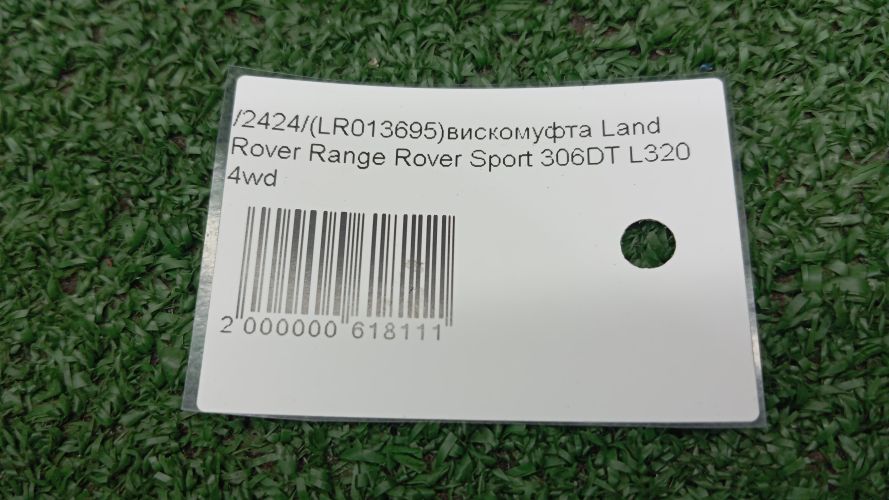 /2424/(LR013695)вискомуфта Land
Rover Range Rover Sport 306DT L320
4wd
2 000000 618111